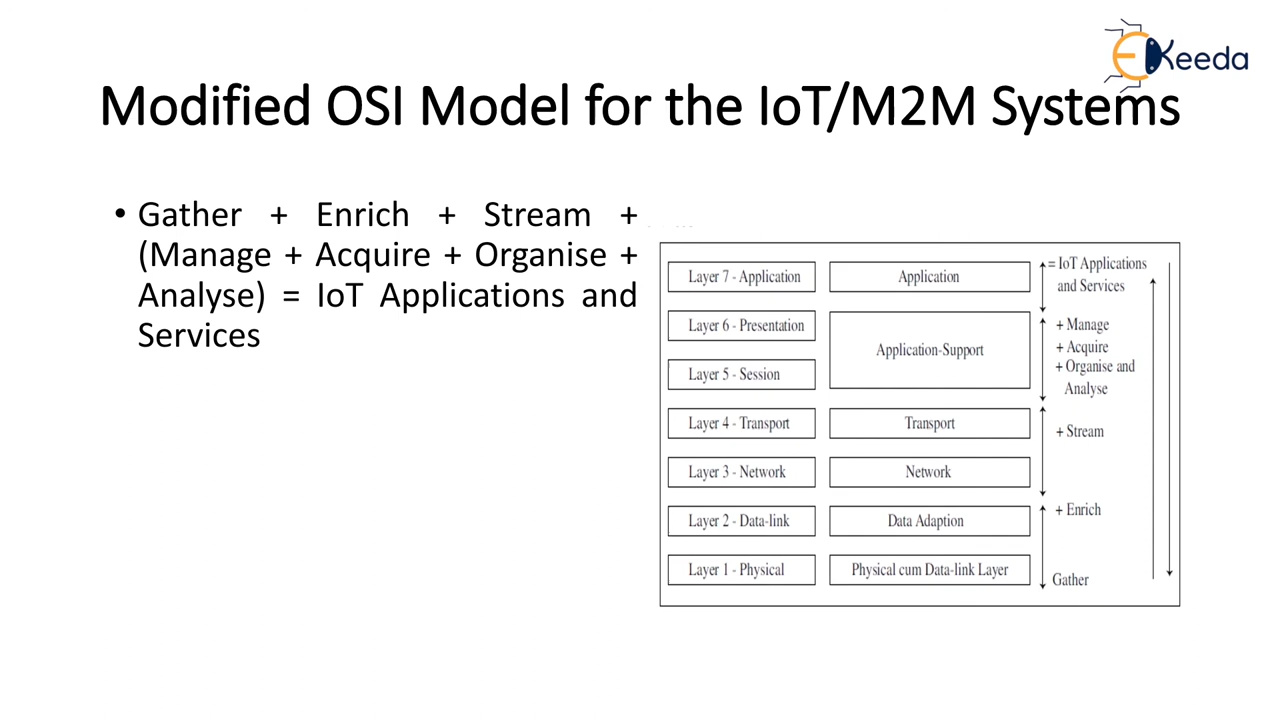 EKeeda
Modified OSI Model for the IoT/M2M Systems
• Gather + Enrich + Stream +
(Manage + Acquire + Organise +
Analyse) = IoT Applications and
Services
Layer 7 - Application
Application
= IoT Applications
and Services
Layer 6 - Presentation
Application-Support
+ Manage
+ Acquire
+ Organise and
Analyse
Layer 5 - Session
Layer 4 - Transport
Transport
+ Stream
Layer 3 - Network
Network
Layer 2 - Data-link
Data Adaption
+ Enrich
Layer 1 - Physical
Physical cum Data-link Layer
Gather